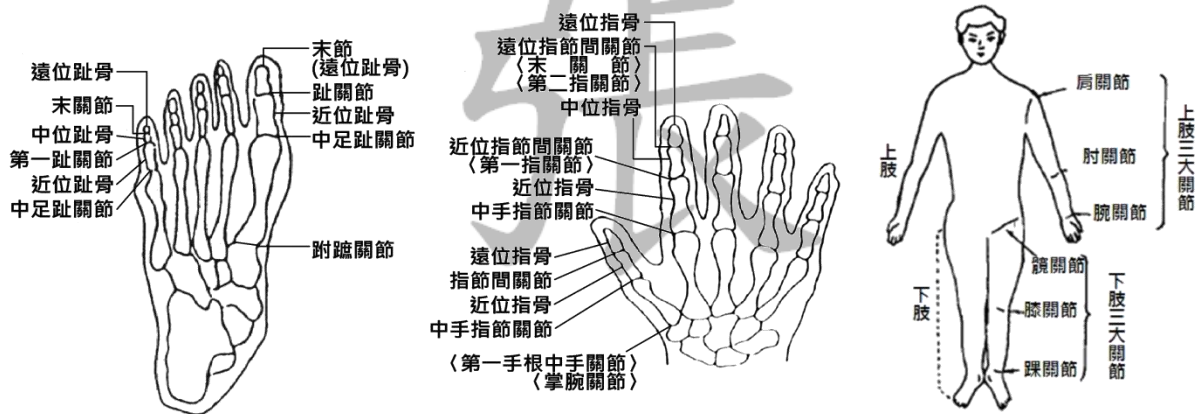 末節
(遠位趾骨)
趾關節
近位趾骨
中足趾關節
跗蹠關節
遠位趾骨
末關節
中位趾骨
第一趾關節
近位趾骨
中足趾關節
張
遠位指骨
遠位指節間關節
〈末關節〉
〈第二指關節〉
中位指骨
近位指節間關節
〈第一指關節〉
近位指骨
中手指節關節
遠位指骨
指節間關節
近位指骨
中手指節關節
〈第一手根中手關節〉
〈掌腕關節〉
上肢
下肢
肩關節
肘關節
腕關節
上肢三大關節
髖關節
膝關節
踝關節
下肢三大關節